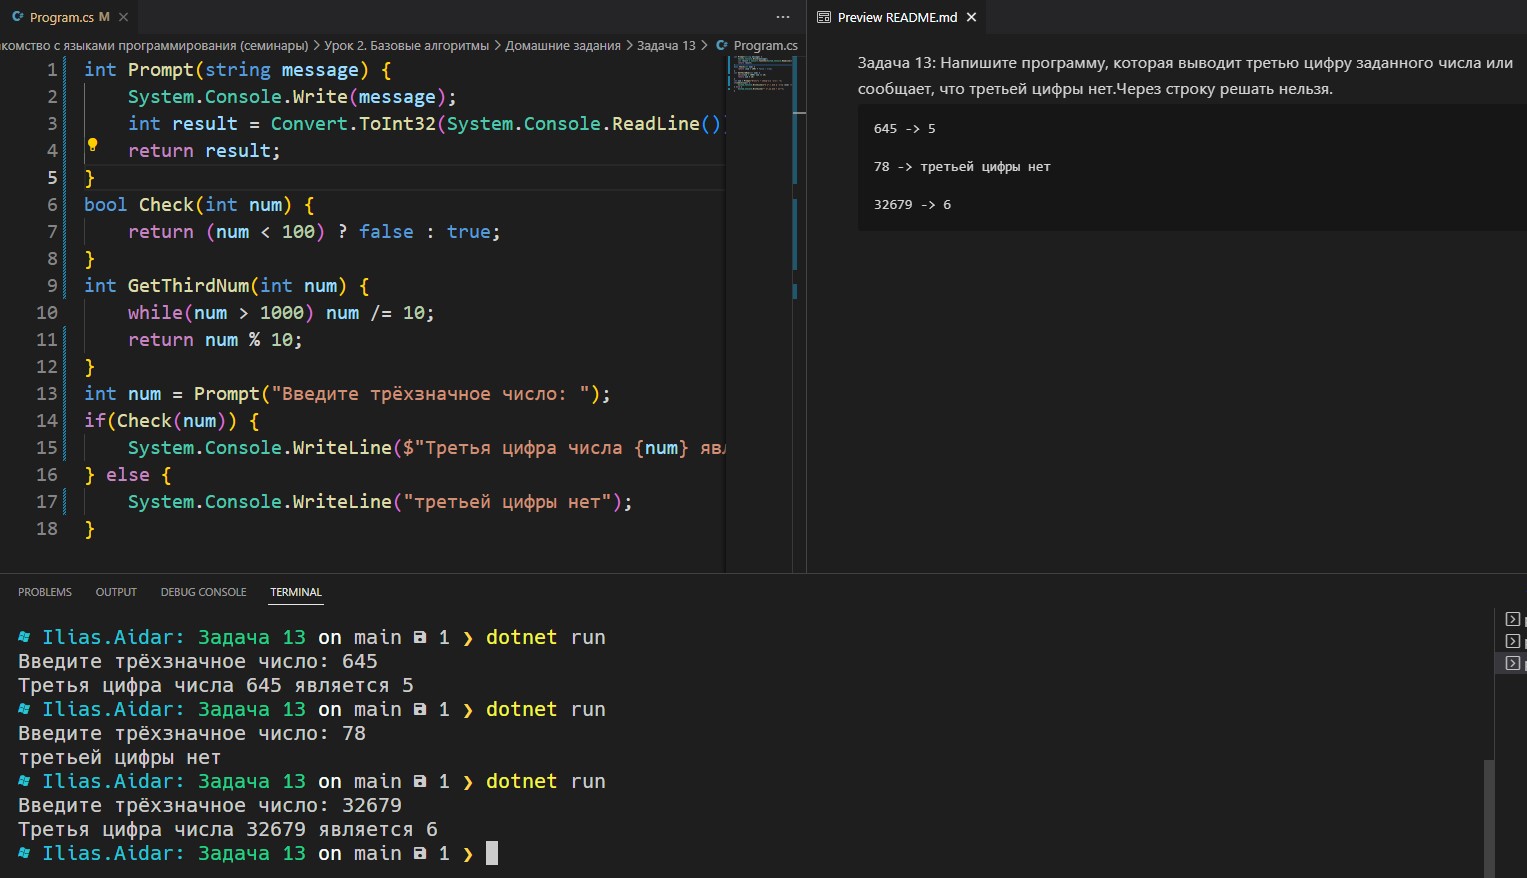 Program.cs M
Preview README.md
комство с языками программирования (семинары) > Урок 2. Базовые алгоритмы > Домашние задания > Задача 13 > Program.cs
1 int Prompt(string message) {
2 System.Console.Write(message);
3 int result = Convert.ToInt32(System.Console.ReadLine())
4 return result;
5 }
6 bool Check(int num) {
7 return (num < 100) ? false : true;
8 }
9 int GetThirdNum(int num) {
10 while(num > 1000) num /= 10;
11 return num % 10;
12 }
13 int num = Prompt("Введите трёхзначное число: ");
14 if(Check(num)) {
15 System.Console.WriteLine($"Третья цифра числа {num} яв
16 } else {
17 System.Console.WriteLine("третьей цифры нет");
18 }
Задача 13: Напишите программу, которая выводит третью цифру заданного числа или
сообщает, что третьей цифры нет.Через строку решать нельзя.
645 -> 5
78 -> третьей цифры нет
32679 -> 6
PROBLEMS OUTPUT DEBUG CONSOLE TERMINAL
Ilias.Aidar: Задача 13 on main 1 ❯ dotnet run
Введите трёхзначное число: 645
Третья цифра числа 645 является 5
Ilias.Aidar: Задача 13 on main 1 ❯ dotnet run
Введите трёхзначное число: 78
третьей цифры нет
Ilias.Aidar: Задача 13 on main 1 ❯ dotnet run
Введите трёхзначное число: 32679
Третья цифра числа 32679 является 6
Ilias.Aidar: Задача 13 on main 1 ❯